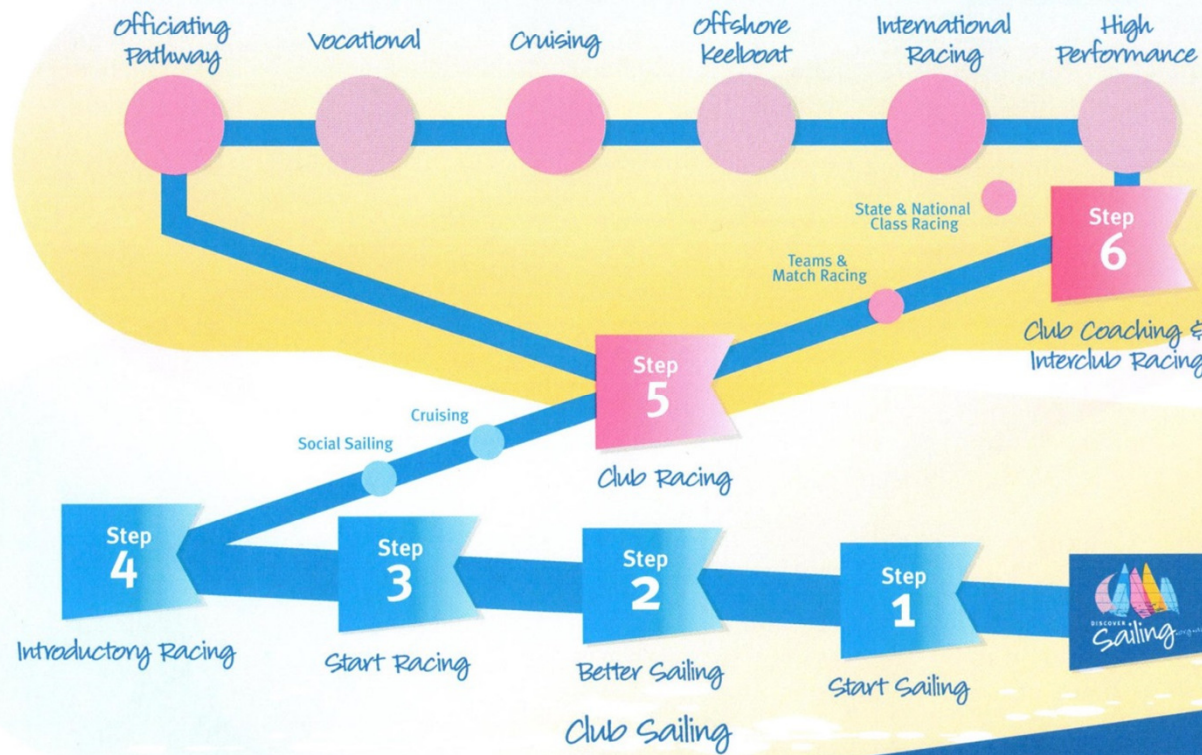 Officiating
Pathway
Vocational
Cruising
Offshore
Keelboat
International
Racing
High
Performance
State & National
Class Racing
Teams &
Match Racing
Step
6
Club Coaching &
Interclub Racing
Step
5
Club Racing
Cruising
Social Sailing
Step
4
Introductory Racing
Step
3
Start Racing
Step
2
Better Sailing
Step
1
Start Sailing
DISCOVER
Sailing
Club Sailing